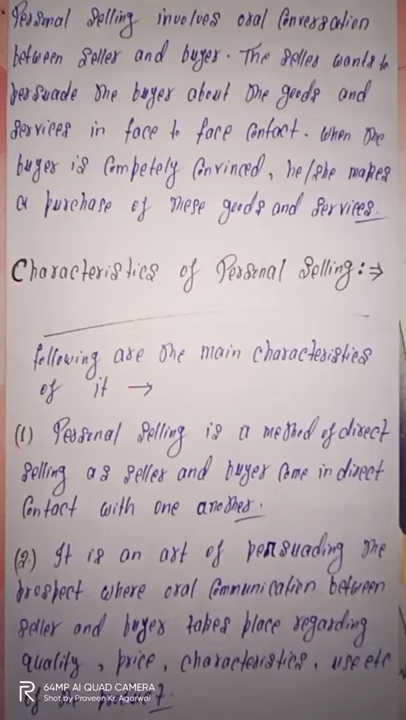 Personal Selling involves oral Conversation
between Seller and buyer. The Seller wants to
persuade the buyer about the goods and
services in face to face Contact. When the
buyer is Competely Convinced, he/she makes
a purchase of these goods and services.
Characteristics of Personal Selling:⇒
following are the main characteristics
of it →
(1) Personal Selling is a method of direct
Selling as seller and buyer Come in direct
Contact with one another.
(2) It is an art of persuading the
prospect where oral Communication between
Seller and buyer takes place regarding
quality, price, characteristics, use etc
64MP AI QUAD CAMERA
Shot by Praveen Kr. Agarwal